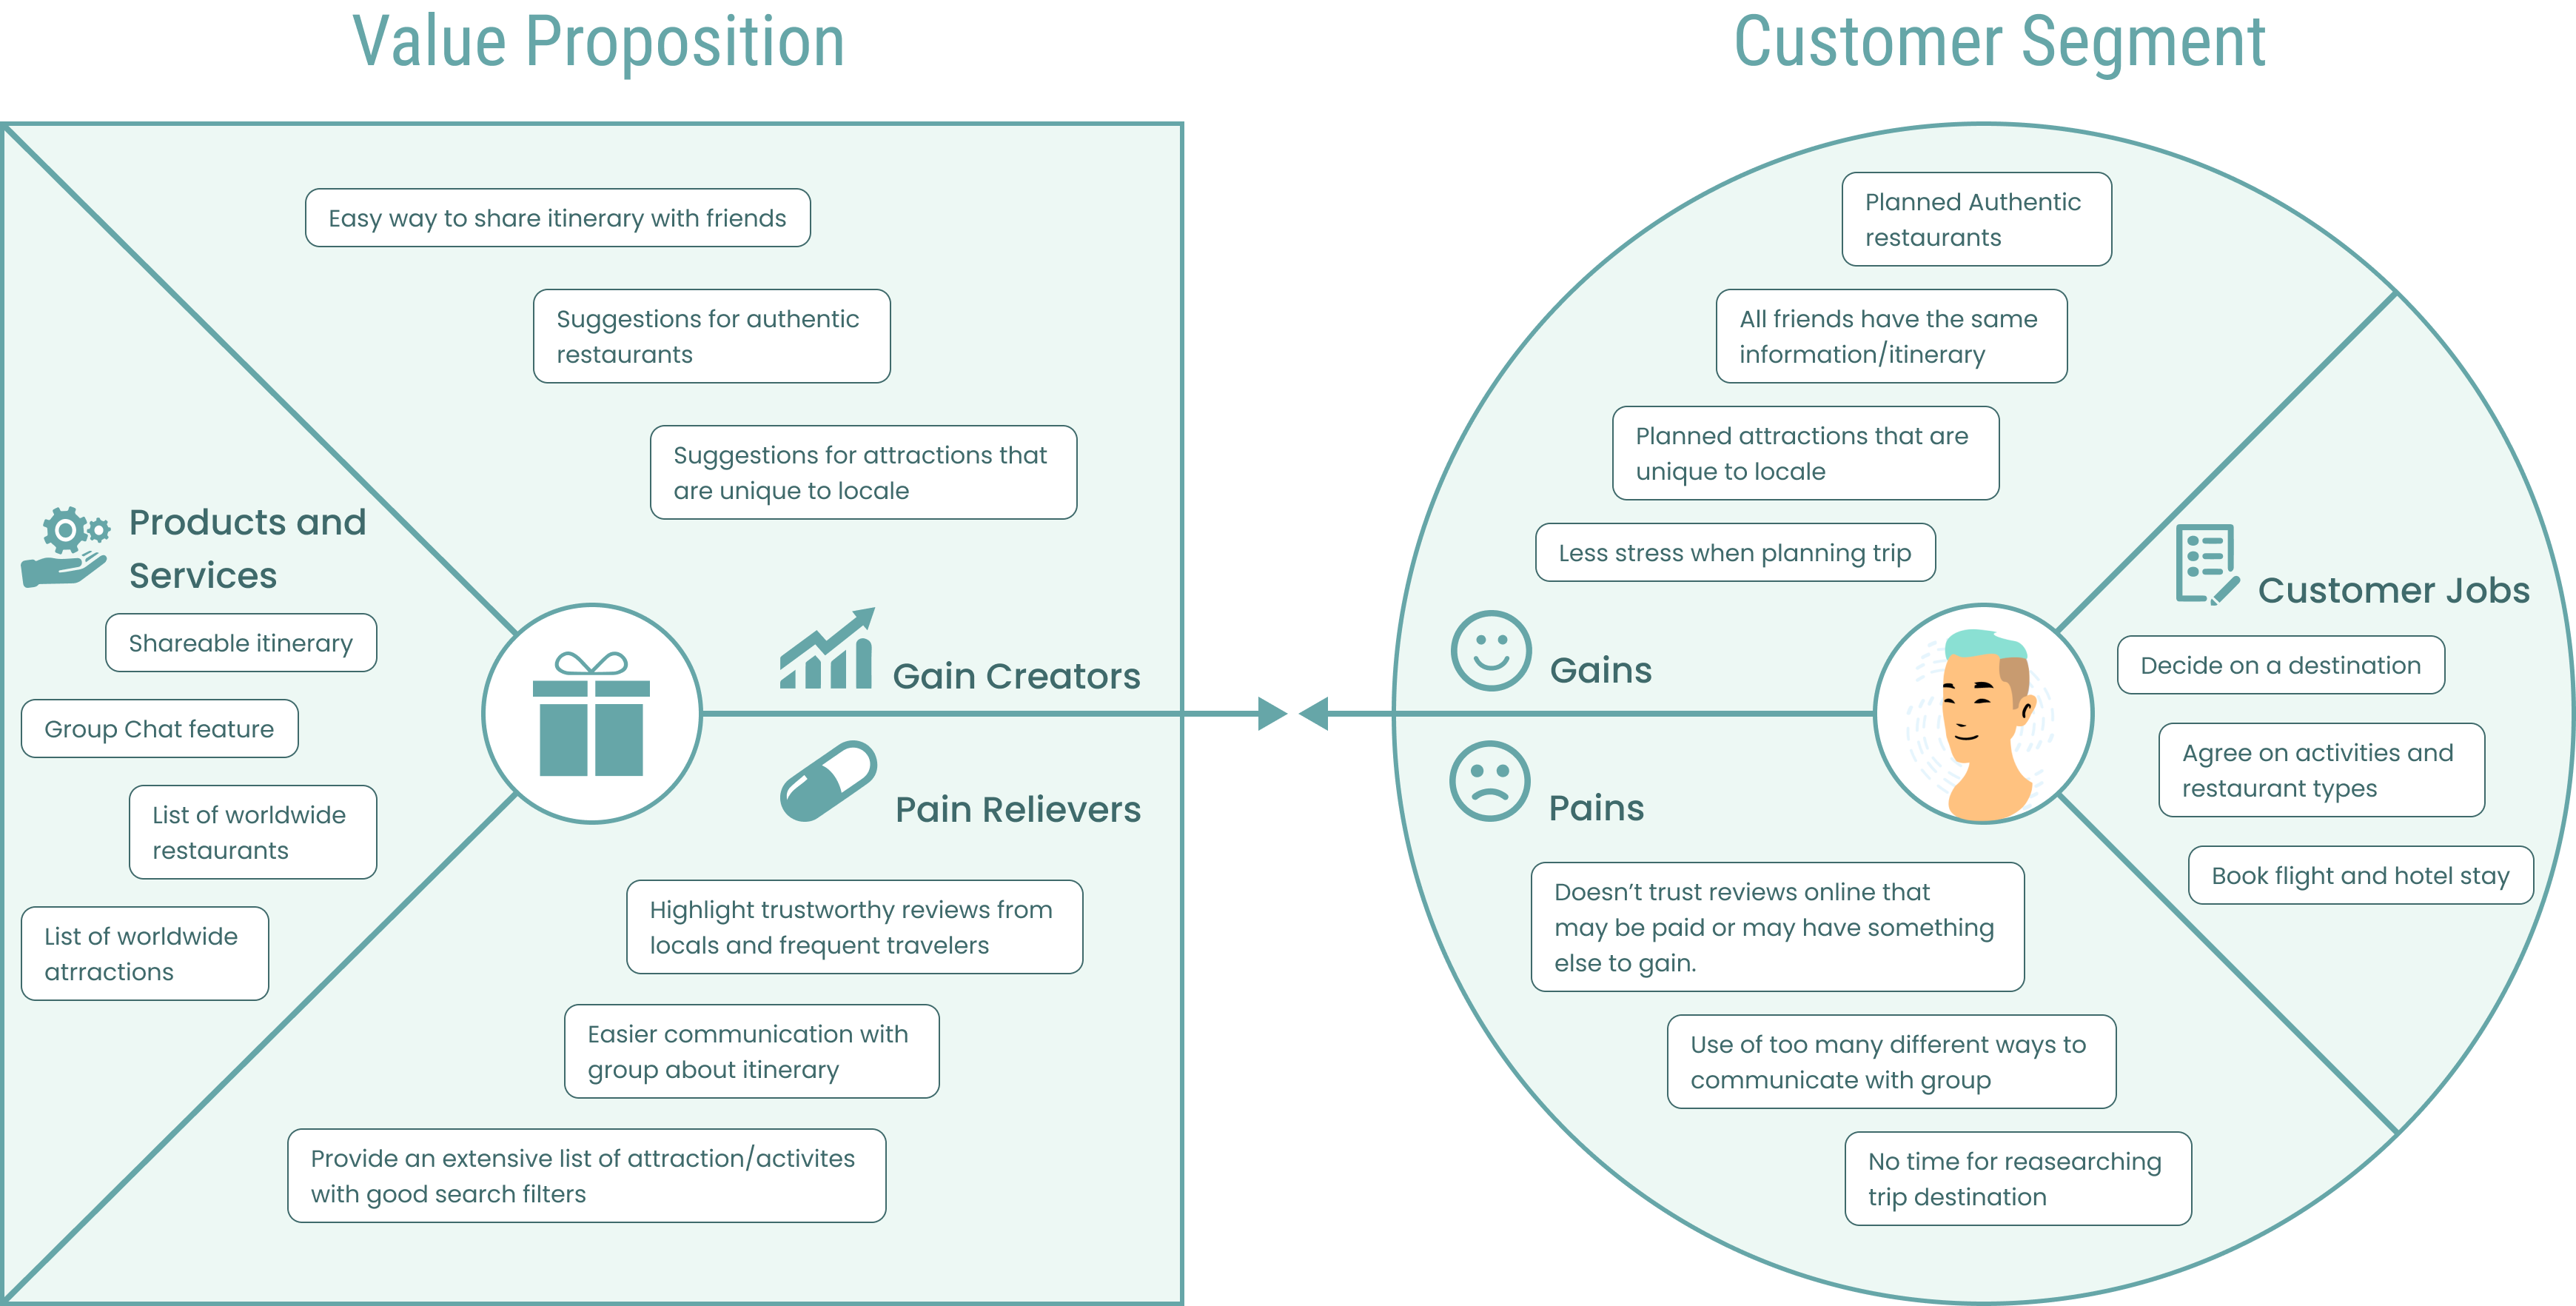 Value Proposition
Easy way to share itinerary with friends
Suggestions for authentic
restaurants
Suggestions for attractions that
are unique to locale
Gain Creators
Products and
Services
Shareable itinerary
Group Chat feature
List of worldwide
restaurants
List of worldwide
atrractions
Pain Relievers
Highlight trustworthy reviews from
locals and frequent travelers
Easier communication with
group about itinerary
Provide an extensive list of attraction/activites
with good search filters
Customer Segment
Planned Authentic
restaurants
All friends have the same
information/itinerary
Planned attractions that are
unique to locale
Less stress when planning trip
Gains
Customer Jobs
Decide on a destination
Agree on activities and
restaurant types
Book flight and hotel stay
Pains
Doesn’t trust reviews online that
may be paid or may have something
else to gain.
Use of too many different ways to
communicate with group
No time for reasearching
trip destination